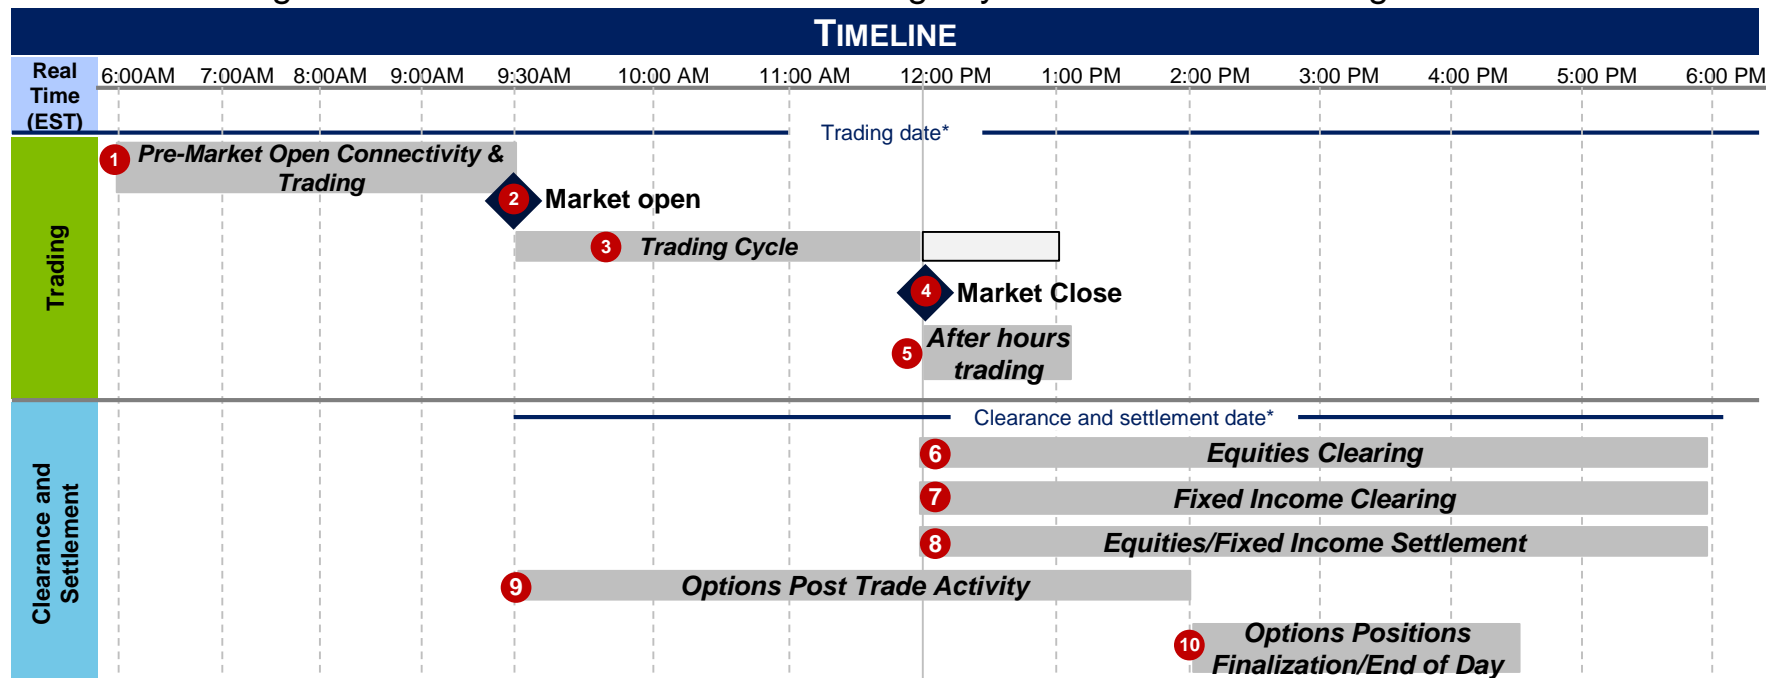 TIMELINE
Real
Time
(EST)
6:00AM 7:00AM 8:00AM 9:00AM 9:30AM 10:00 AM 11:00 AM 12:00 PM 1:00 PM 2:00 PM 3:00 PM 4:00 PM 5:00 PM 6:00 PM
Trading date*
Trading
1 Pre-Market Open Connectivity &
Trading
2 Market open
3 Trading Cycle
4 Market Close
5 After hours
trading
Clearance and settlement date*
Clearance and
Settlement
6 Equities Clearing
7 Fixed Income Clearing
8 Equities/Fixed Income Settlement
9 Options Post Trade Activity
10 Options Positions
Finalization/End of Day